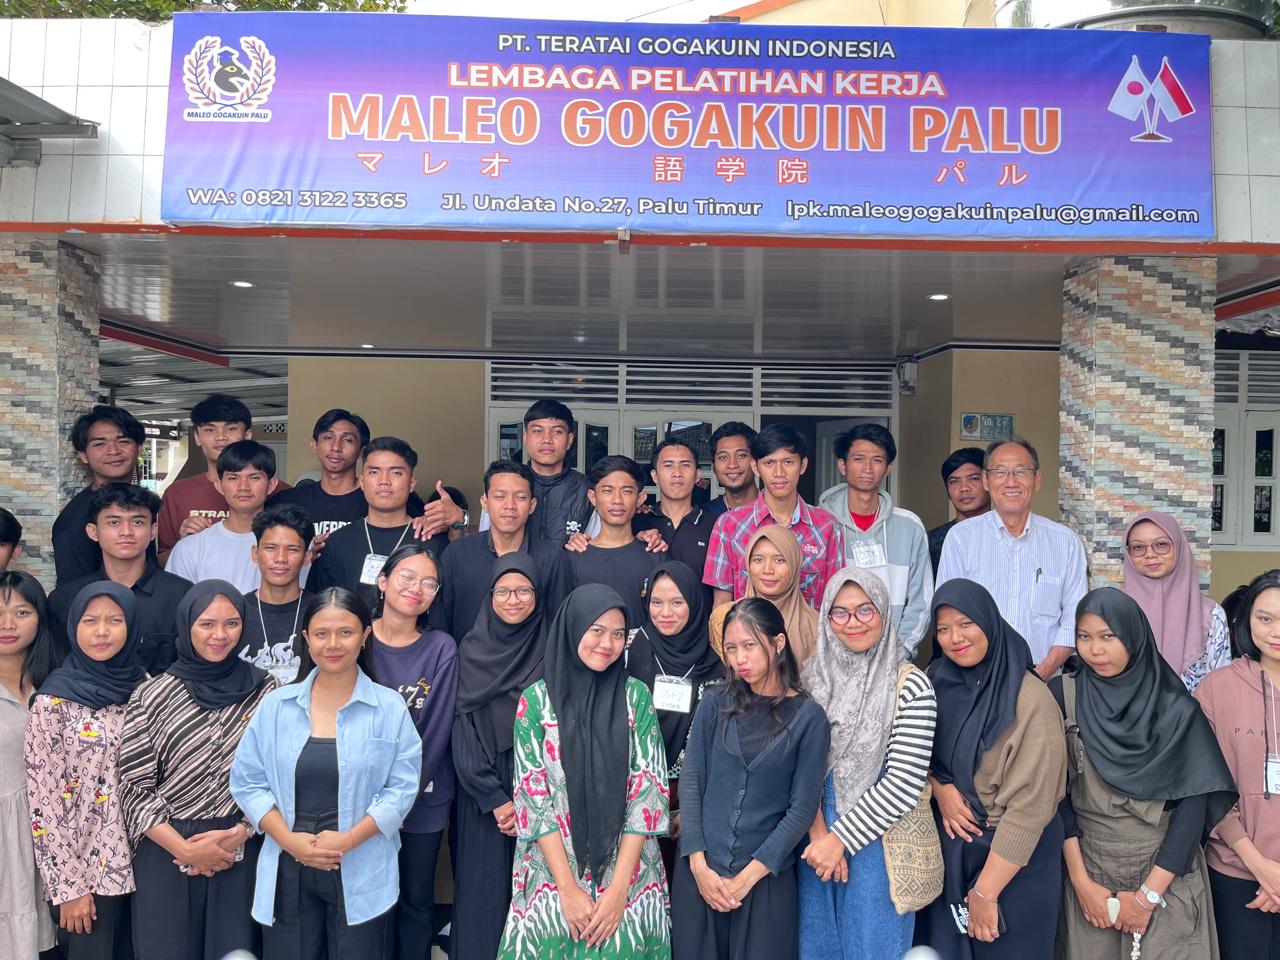 PT. TERATAI GOGAKUIN INDONESIA
LEMBAGA PELATIHAN KERJA
MALEO GOGAKUIN PALU
マレオ 語学院 パル
WA: 0821 3122 3365 Jl. Undata No.27, Palu Timur lpk.maleogogakuinpalu@gmail.com
MALEO GOGAKUIN PALU